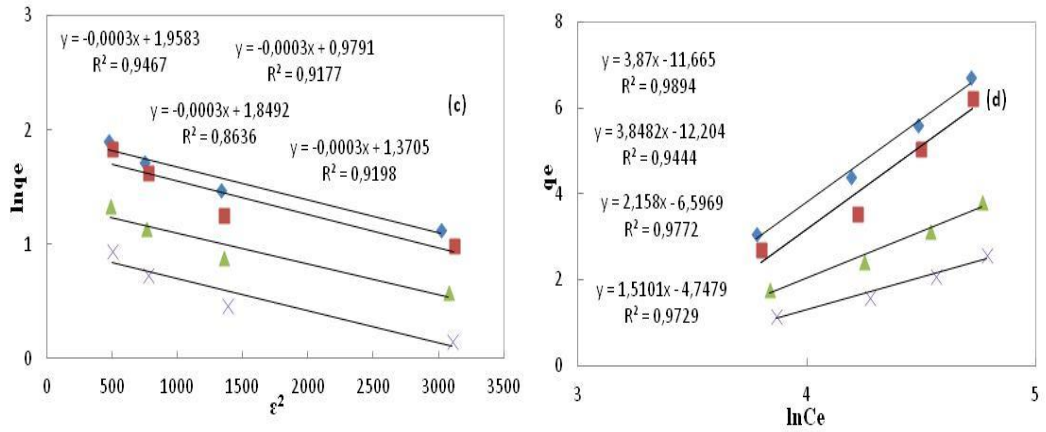 3
y = -0,0003x + 1,9583
R² = 0,9467
y = -0,0003x + 0,9791
R² = 0,9177
(c)
y = -0,0003x + 1,8492
R² = 0,8636
y = -0,0003x + 1,3705
R² = 0,9198
2
1
0
lnqe
0 500 1000 1500 2000 2500 3000 3500
ε²
8
y = 3,87x - 11,665
R² = 0,9894
(d)
6
y = 3,8482x - 12,204
R² = 0,9444
4
qe
y = 2,158x - 6,5969
R² = 0,9772
2
y = 1,5101x - 4,7479
R² = 0,9729
0
3 4 5
lnCe